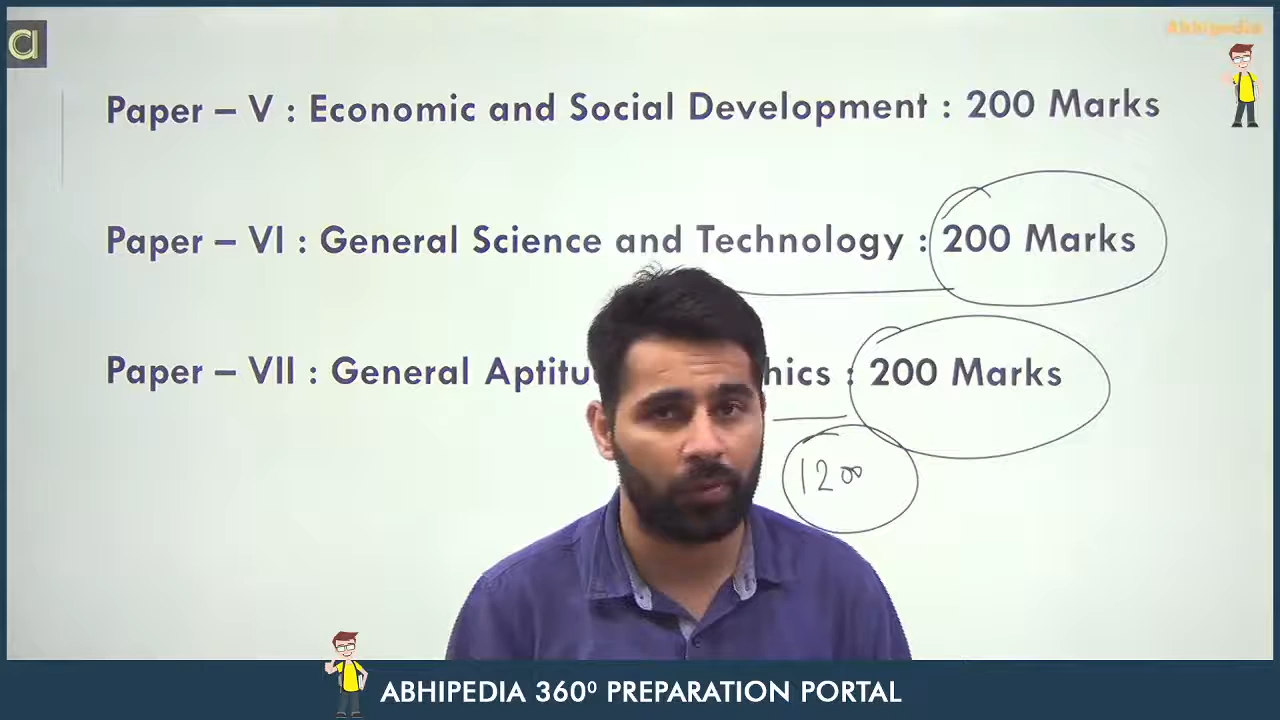 Abhipedia
Paper – V : Economic and Social Development : 200 Marks
Paper – VI : General Science and Technology : 200 Marks
Paper – VII : General Aptitu hics : 200 Marks
1200
ABHIPEDIA 360⁰ PREPARATION PORTAL